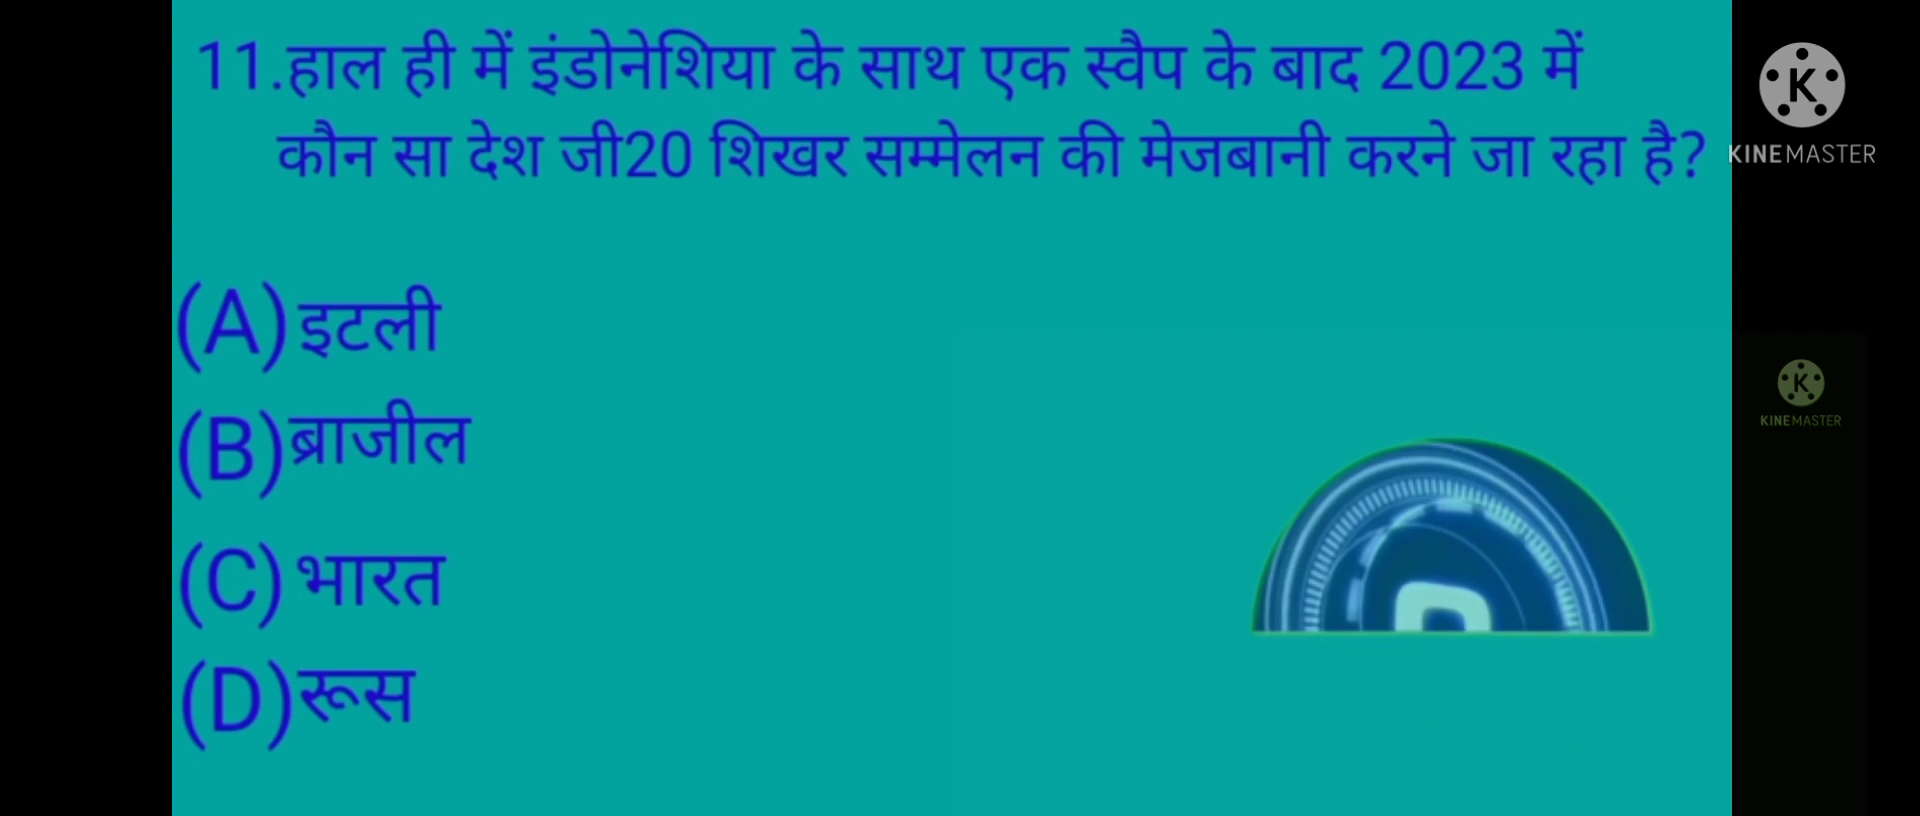 11.हाल ही में इंडोनेशिया के साथ एक स्वैप के बाद 2023 में
कौन सा देश जी20 शिखर सम्मेलन की मेजबानी करने जा रहा है?
KINEMASTER
(A) इटली
(B) ब्राजील
(C) भारत
(D) रूस
KINEMASTER